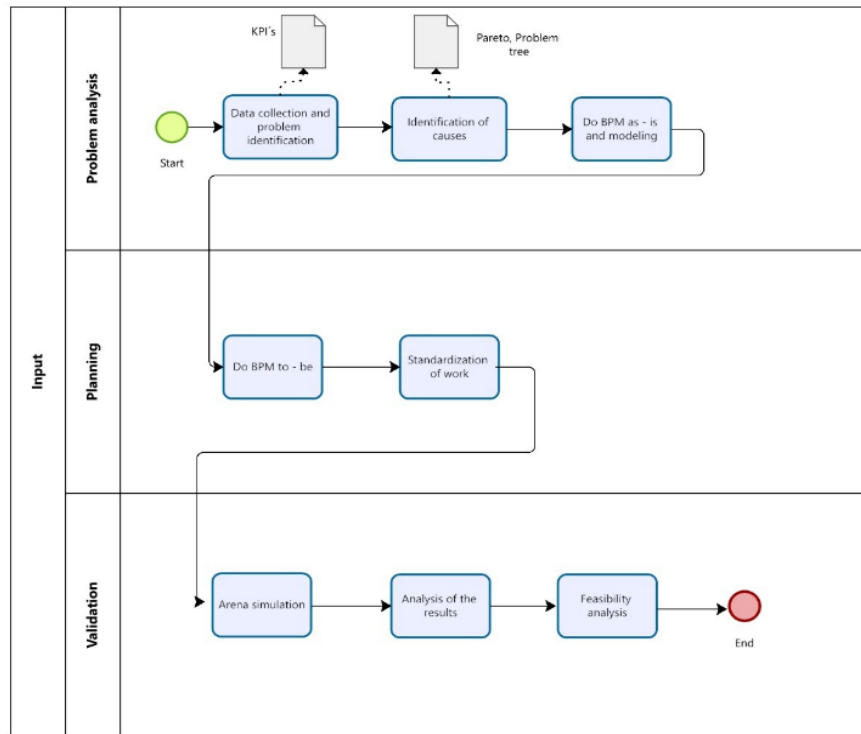 Input
Problem analysis
KPI´s
Pareto, Problem
tree
Start
Data collection and
problem
identification
Identification of
causes
Do BPM as - is
and modeling
Planning
Do BPM to - be
Standardization
of work
Validation
Arena simulation
Analysis of the
results
Feasibility
analysis
End